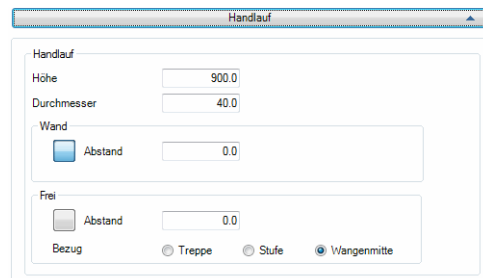 Handlauf
Handlauf
Höhe 900.0
Durchmesser 40.0
Wand
Abstand 0.0
Frei
Abstand 0.0
Bezug Treppe Stufe Wangenmitte